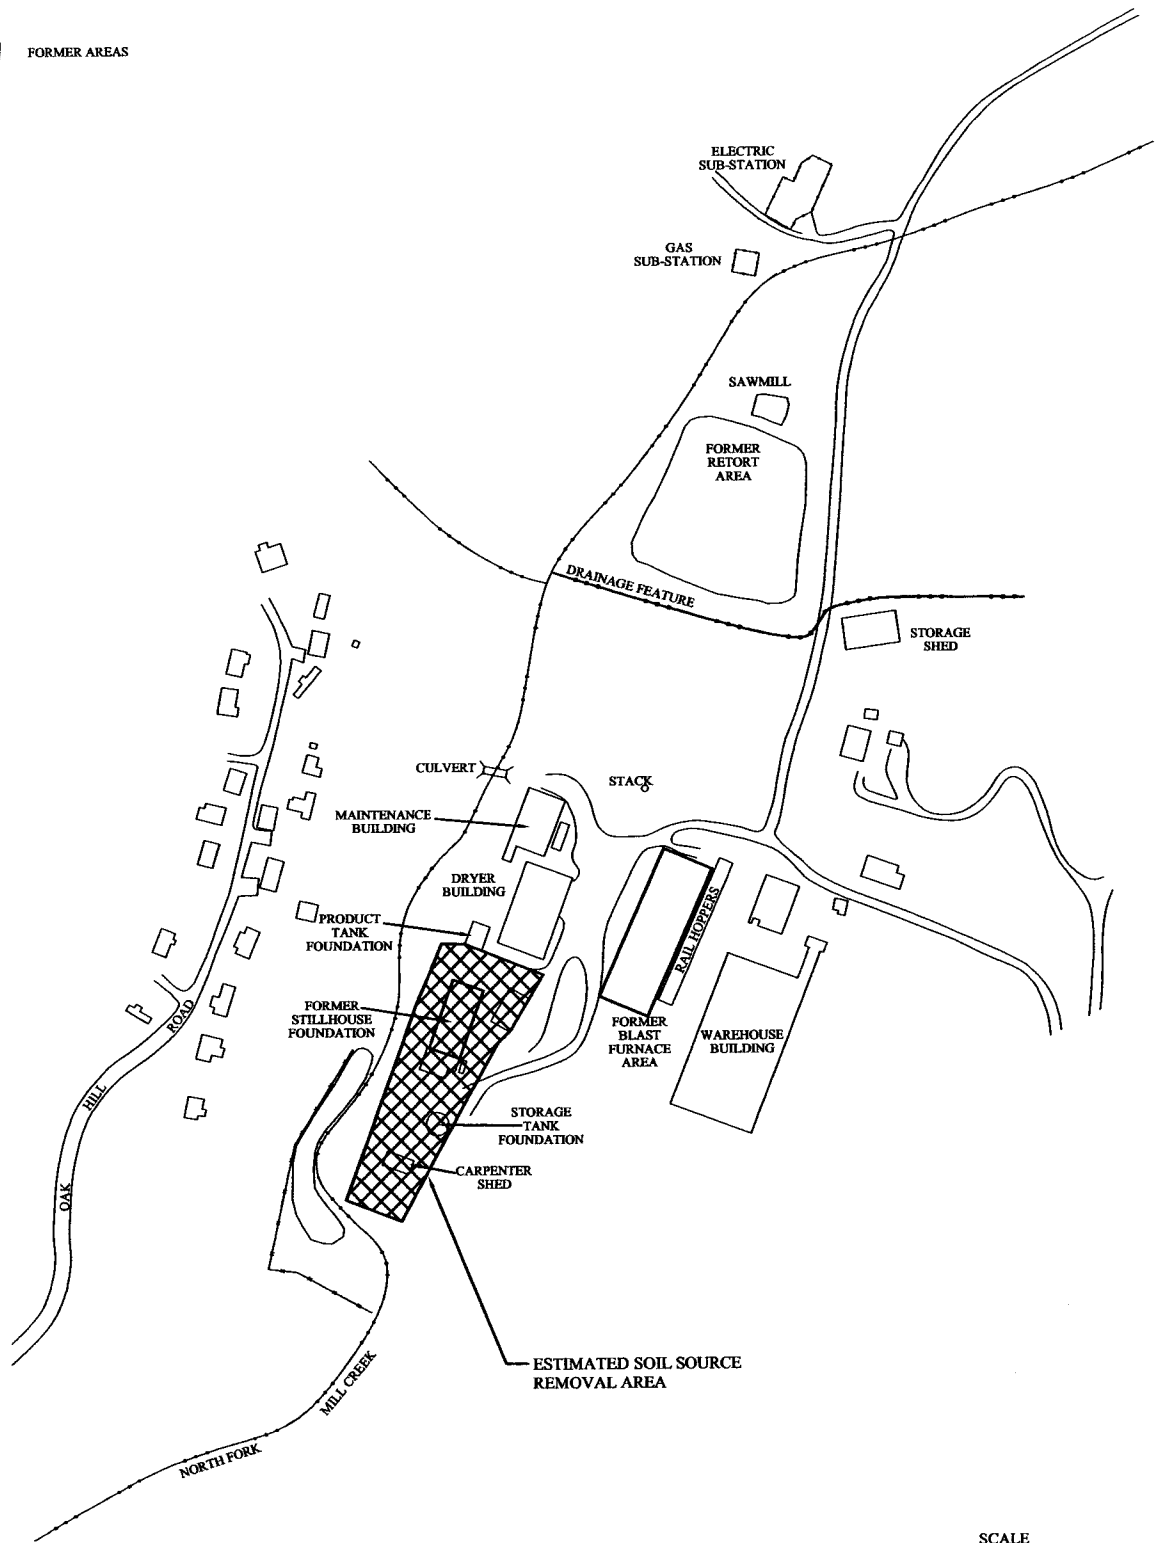 FORMER AREAS
ELECTRIC
SUB-STATION
GAS
SUB-STATION
SAWMILL
FORMER
RETORT
AREA
DRAINAGE FEATURE
STORAGE
SHED
CULVERT
STACK
MAINTENANCE
BUILDING
DRYER
BUILDING
RAIL HOPPERS
PRODUCT
TANK
FOUNDATION
FORMER
STILLHOUSE
FOUNDATION
FORMER
BLAST
FURNACE
AREA
WAREHOUSE
BUILDING
OAK
HILL
ROAD
STORAGE
TANK
FOUNDATION
CARPENTER
SHED
ESTIMATED SOIL SOURCE
REMOVAL AREA
NORTH FORK
MILL CREEK
SCALE